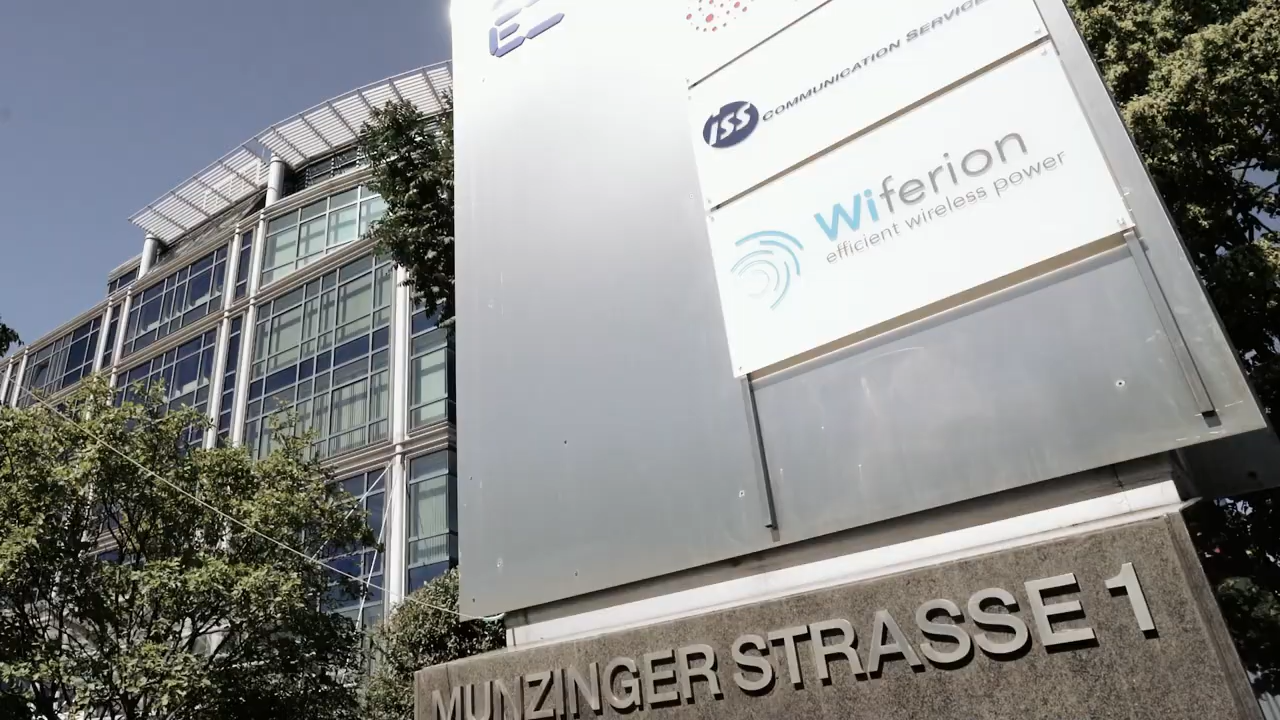 ISS COMMUNICATION SERVICES
Wiferion
efficient wireless power
MUNZINGER STRASSE 1